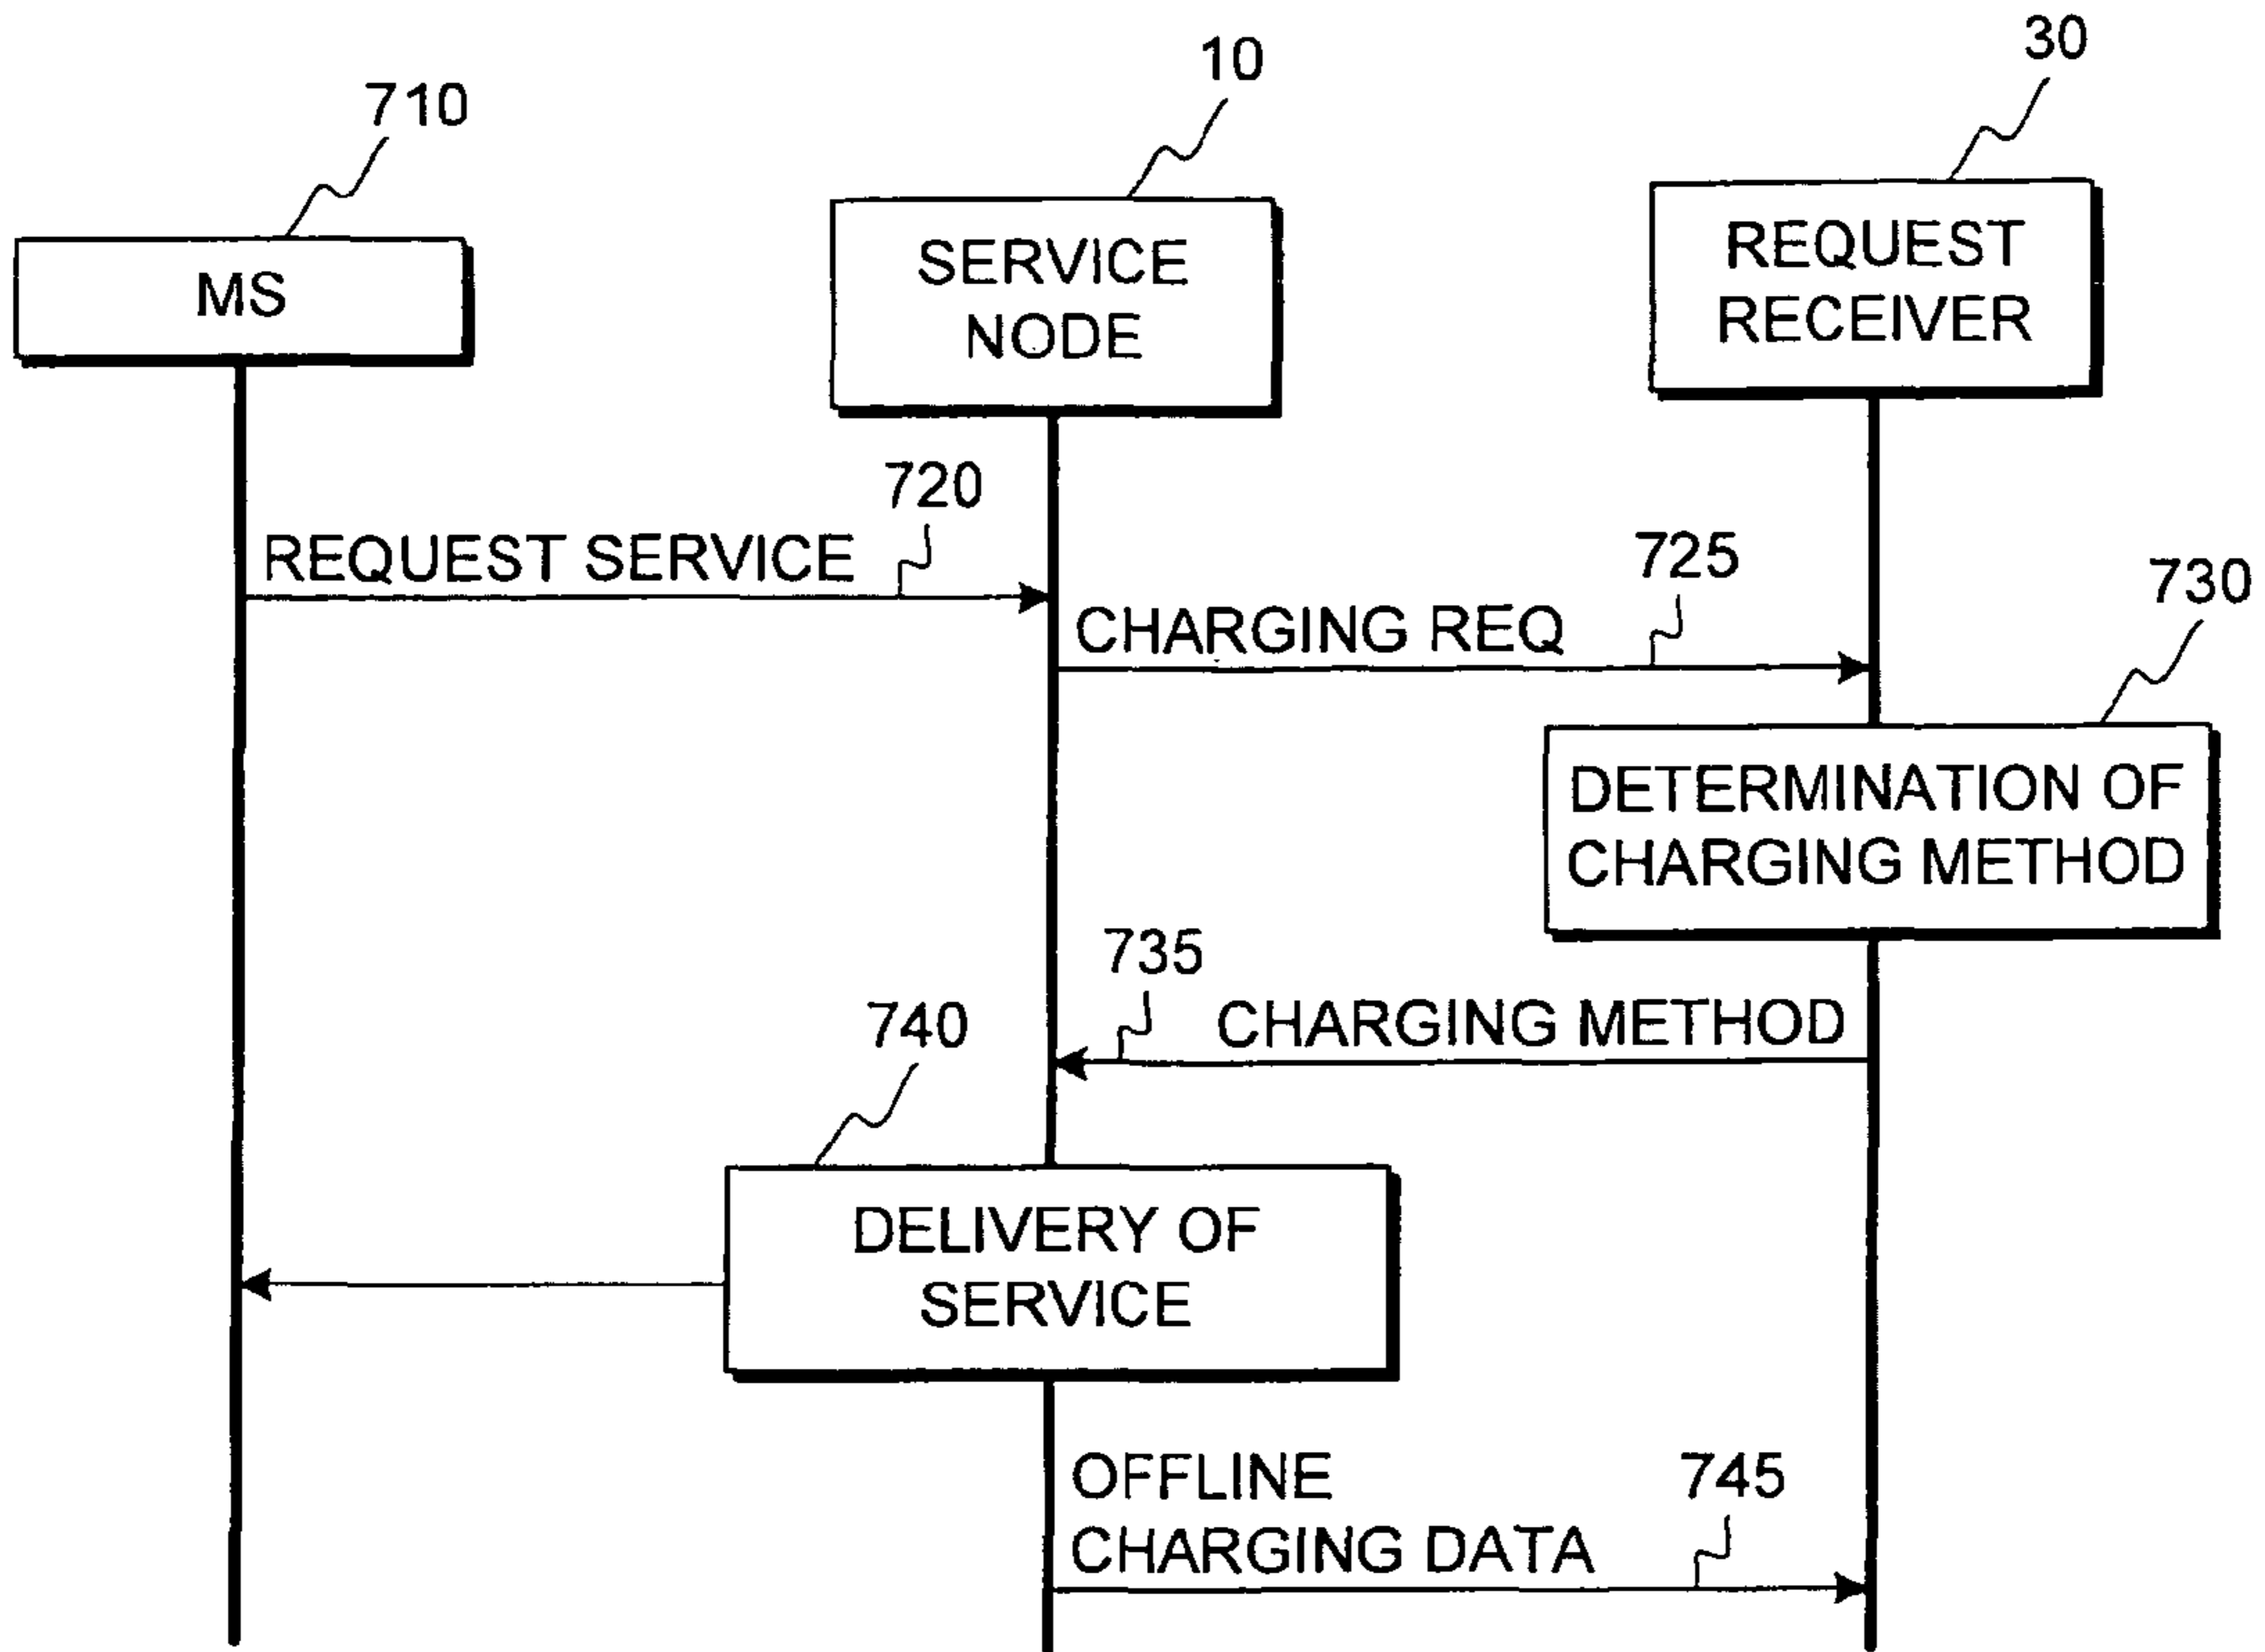 30
10
710
REQUEST
RECEIVER
SERVICE
NODE
MS
720
REQUEST SERVICE
725
CHARGING REQ
730
DETERMINATION OF
CHARGING METHOD
735
CHARGING METHOD
740
DELIVERY OF
SERVICE
OFFLINE
CHARGING DATA
745